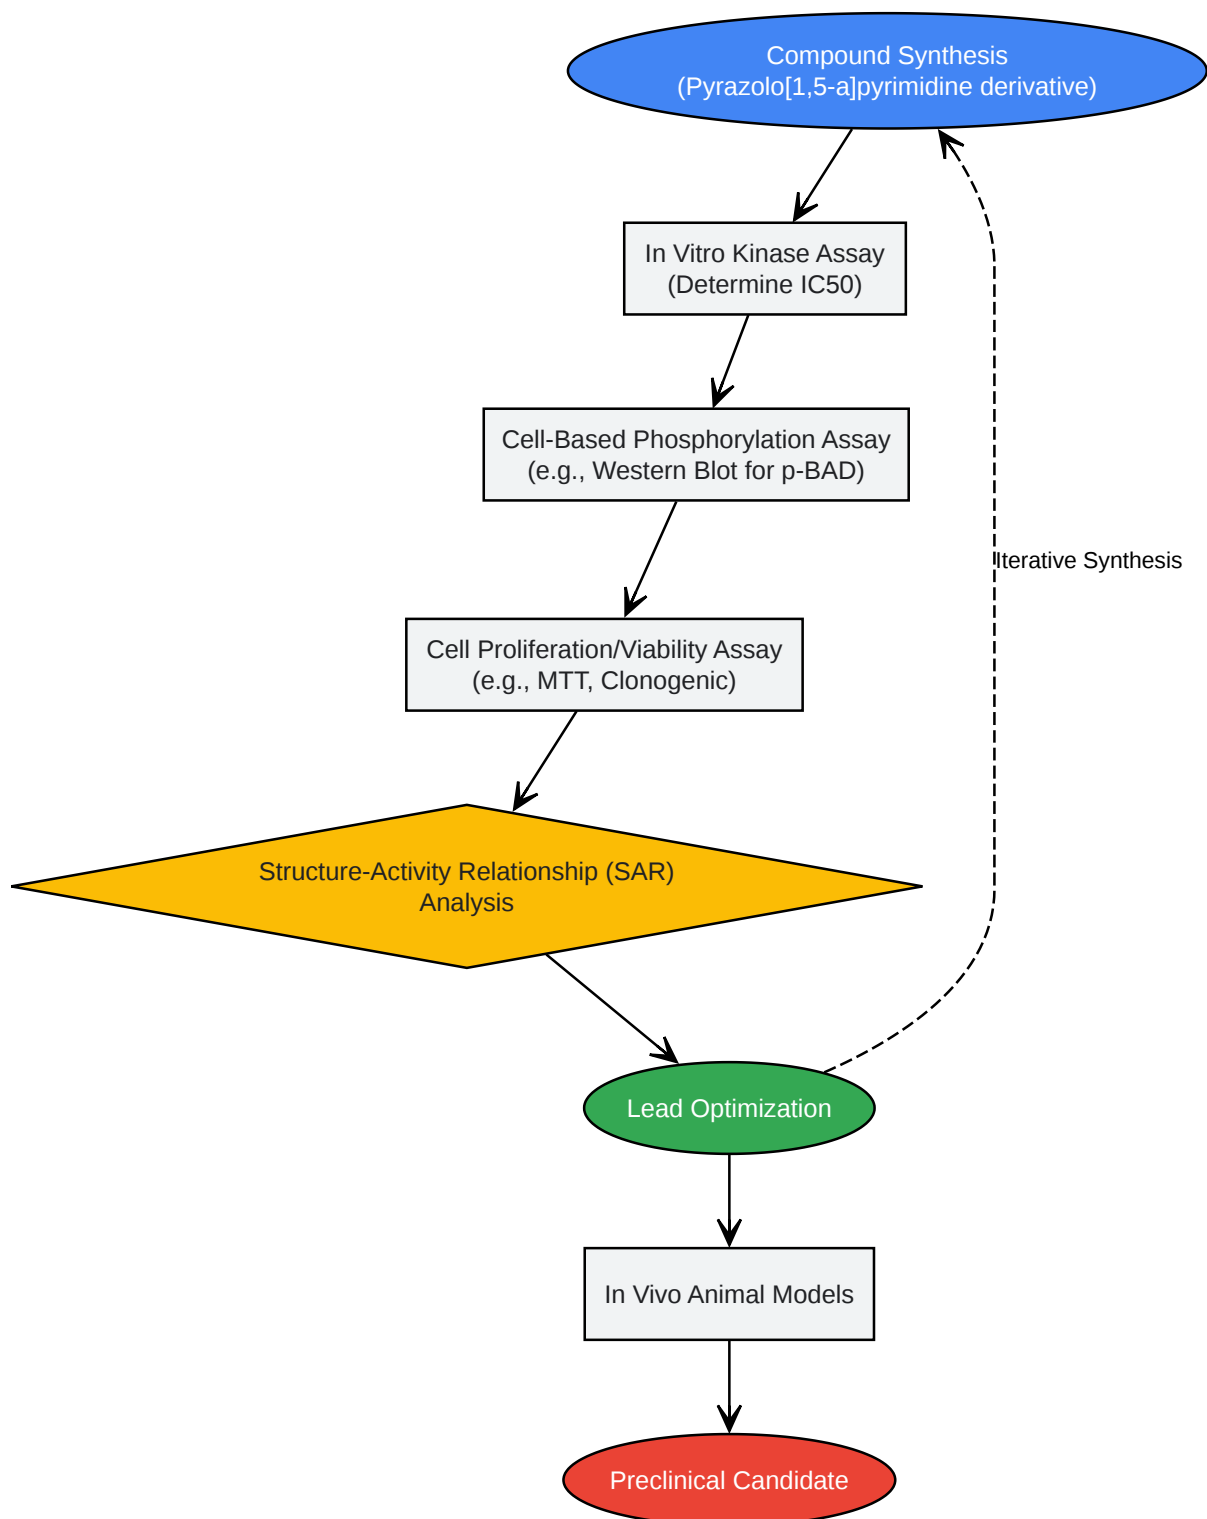 Compound Synthesis
(Pyrazolo[1,5-a]pyrimidine derivative)
In Vitro Kinase Assay
(Determine IC50)
Cell-Based Phosphorylation Assay
(e.g., Western Blot for p-BAD)
Iterative Synthesis
Cell Proliferation/Viability Assay
(e.g., MTT, Clonogenic)
Structure-Activity Relationship (SAR)
Analysis
Lead Optimization
In Vivo Animal Models
Preclinical Candidate